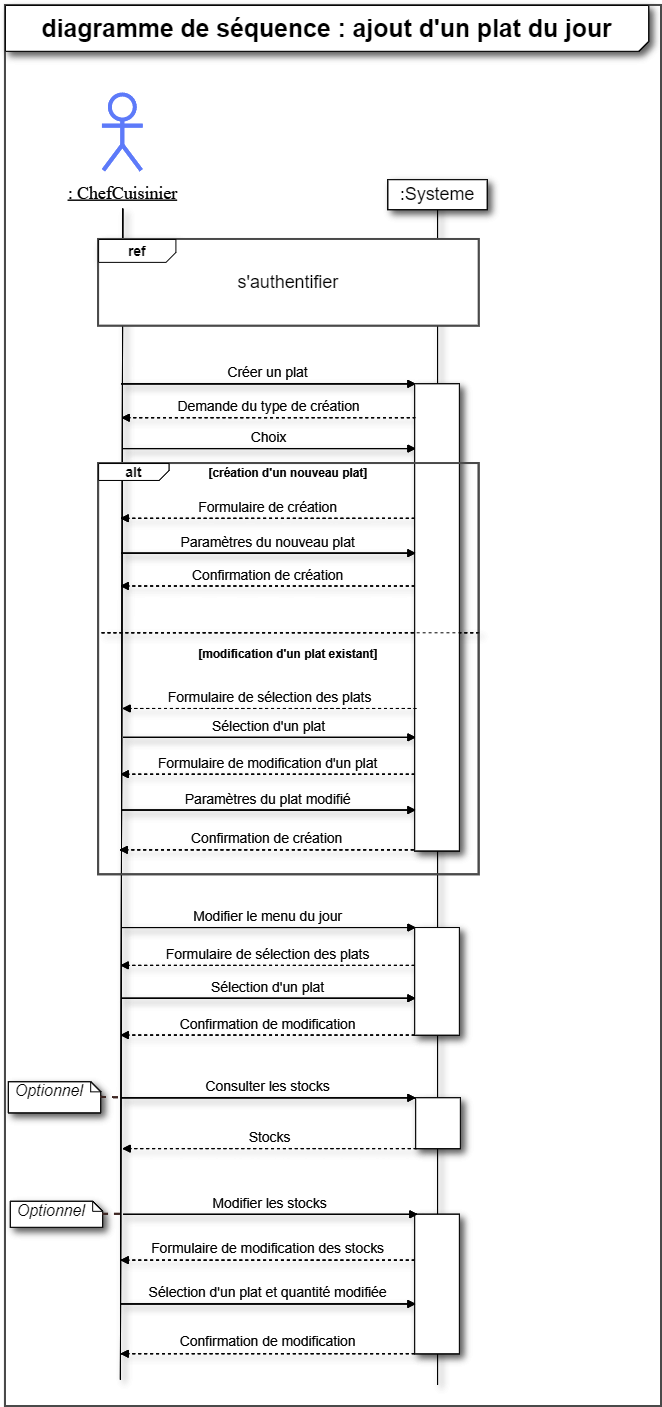 diagramme de séquence : ajout d'un plat du jour
: ChefCuisinier
:Systeme
ref
s'authentifier
Créer un plat
Demande du type de création
Choix
alt
[création d'un nouveau plat]
Formulaire de création
Paramètres du nouveau plat
Confirmation de création
[modification d'un plat existant]
Formulaire de sélection des plats
Sélection d'un plat
Formulaire de modification d'un plat
Paramètres du plat modifié
Confirmation de création
Modifier le menu du jour
Formulaire de sélection des plats
Sélection d'un plat
Confirmation de modification
Optionnel
Consulter les stocks
Stocks
Optionnel
Modifier les stocks
Formulaire de modification des stocks
Sélection d'un plat et quantité modifiée
Confirmation de modification